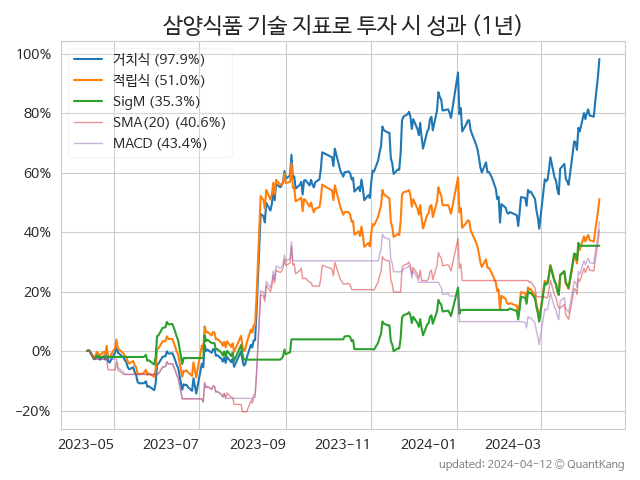 삼양식품 기술 지표로 투자 시 성과 (1년)
100%
80%
60%
40%
20%
0%
−20%
거치식 (97.9%)
적립식 (51.0%)
SigM (35.3%)
SMA(20) (40.6%)
MACD (43.4%)
2023-05
2023-07
2023-09
2023-11
2024-01
2024-03
updated: 2024-04-12 © QuantKang